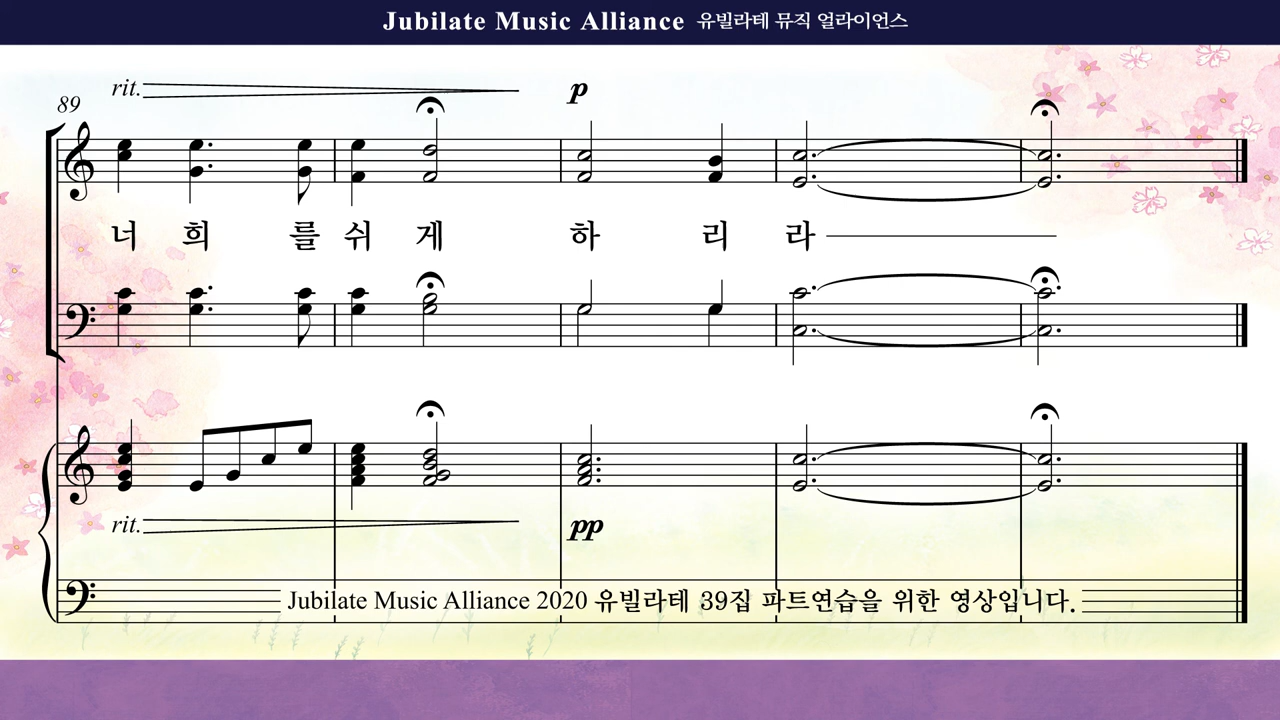 Jubilate Music Alliance 유빌라테 뮤직 얼라이언스
rit.
p
89
너 희 를 쉬 게 하 리 라
rit.
pp
Jubilate Music Alliance 2020 유빌라테 39집 파트연습을 위한 영상입니다.